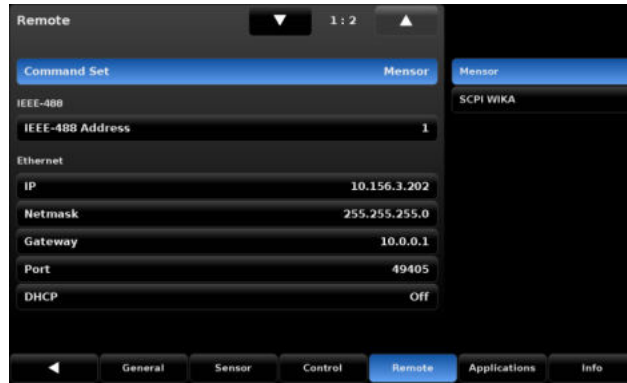 Remote 1 : 2
Command Set Mensor
IEEE-488
IEEE-488 Address 1
Ethernet
IP 10.156.3.202
Netmask 255.255.255.0
Gateway 10.0.0.1
Port 49405
DHCP Off
Mensor
SCPI WIKA
General Sensor Control Remote Applications Info